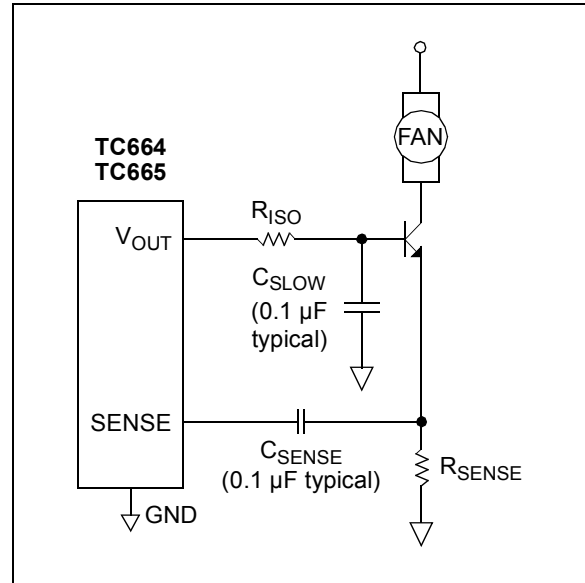 FAN
TC664
TC665
R_ISO
V_OUT
C_SLOW
(0.1 µF
typical)
SENSE
C_SENSE
(0.1 µF typical)
R_SENSE
GND